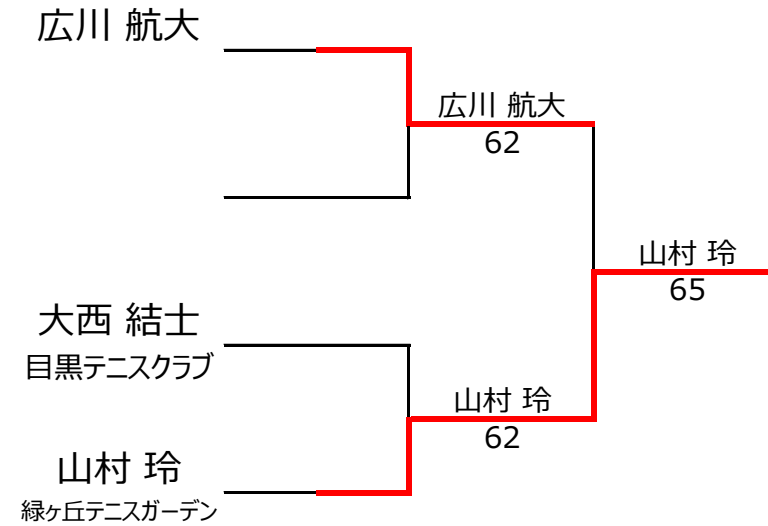 広川 航大
広川 航大
62
山村 玲
65
大西 結士
目黒テニスクラブ
山村 玲
62
山村 玲
緑ヶ丘テニスガーデン